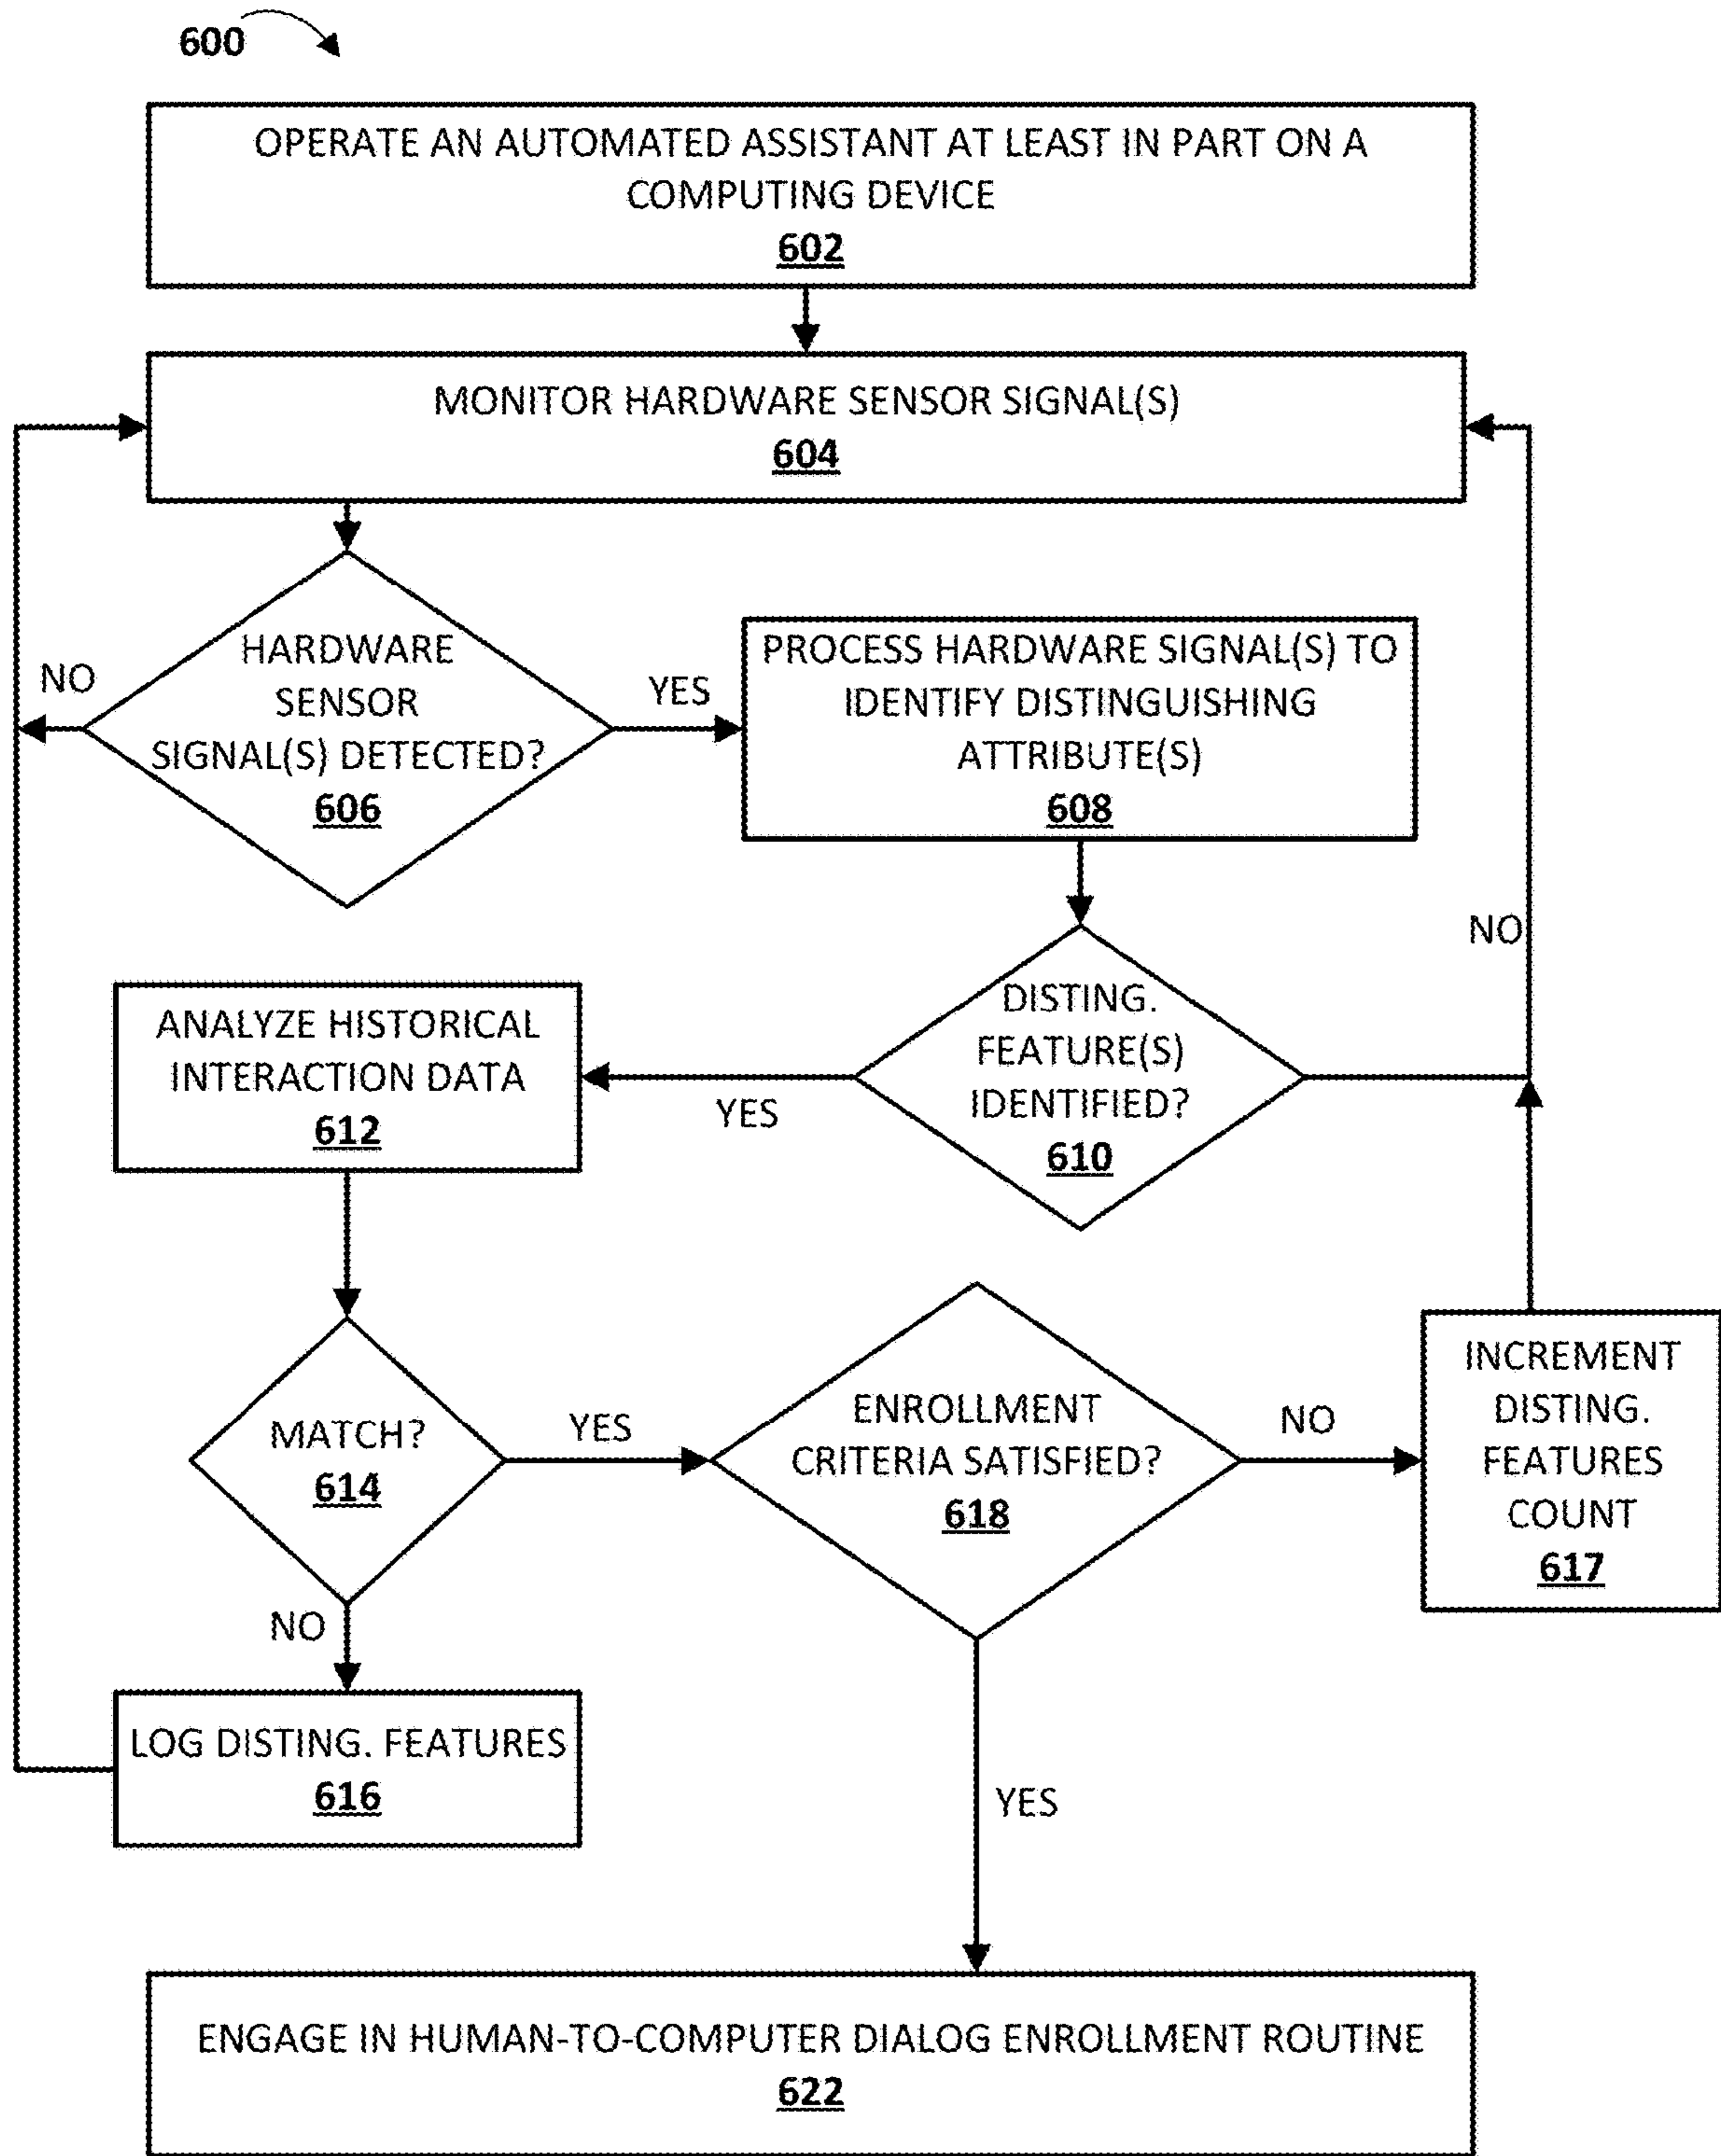 600
OPERATE AN AUTOMATED ASSISTANT AT LEAST IN PART ON A
COMPUTING DEVICE
602
MONITOR HARDWARE SENSOR SIGNAL(S)
604
HARDWARE
SENSOR
SIGNAL(S) DETECTED?
606
NO
YES
PROCESS HARDWARE SIGNAL(S) TO
IDENTIFY DISTINGUISHING
ATTRIBUTE(S)
608
DISTING.
FEATURE(S)
IDENTIFIED?
610
NO
YES
ANALYZE HISTORICAL
INTERACTION DATA
612
MATCH?
614
YES
NO
LOG DISTING. FEATURES
616
ENROLLMENT
CRITERIA SATISFIED?
618
NO
INCREMENT
DISTING.
FEATURES
COUNT
617
YES
ENGAGE IN HUMAN-TO-COMPUTER DIALOG ENROLLMENT ROUTINE
622